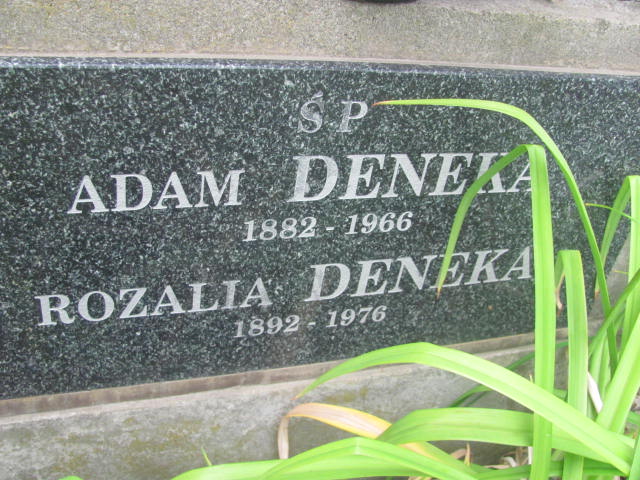 ŚP
ADAM DENEKA
1882 - 1966
ROZALIA DENEKA
1892 - 1976